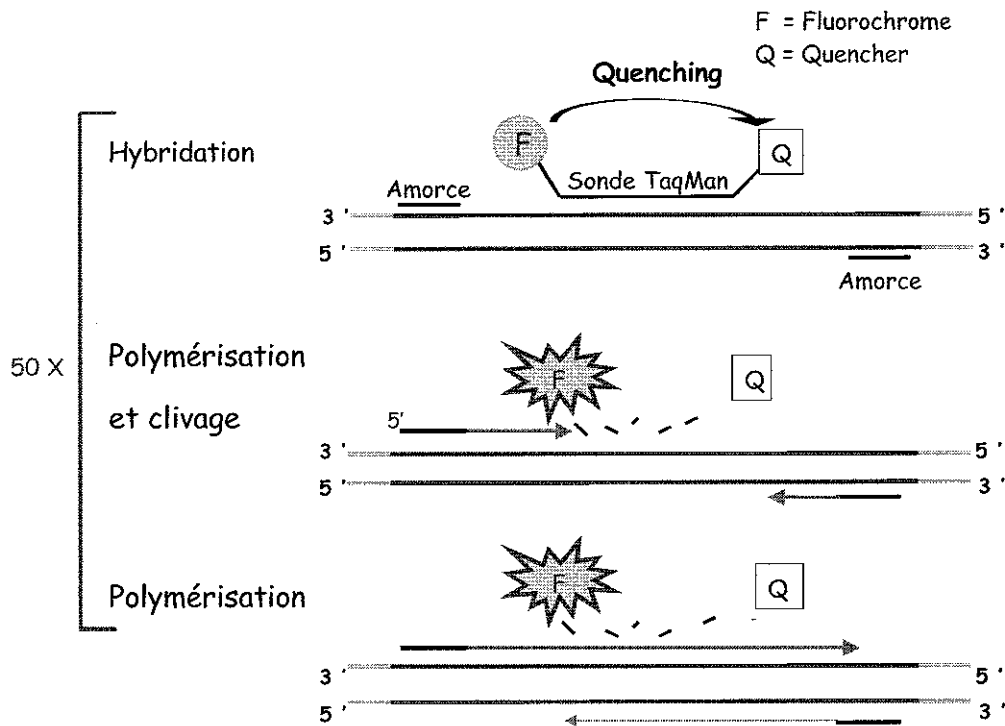 F = Fluorochrome
Q = Quencher
Quenching
Hybridation
F
Q
Sonde TaqMan
Amorce
3 ' 5 '
5 ' 3 '
Amorce
50 X
Polymérisation
et clivage
F
Q
5'
3 ' 5 '
5 ' 3 '
Polymérisation
F
Q
3 ' 5 '
5 ' 3 '